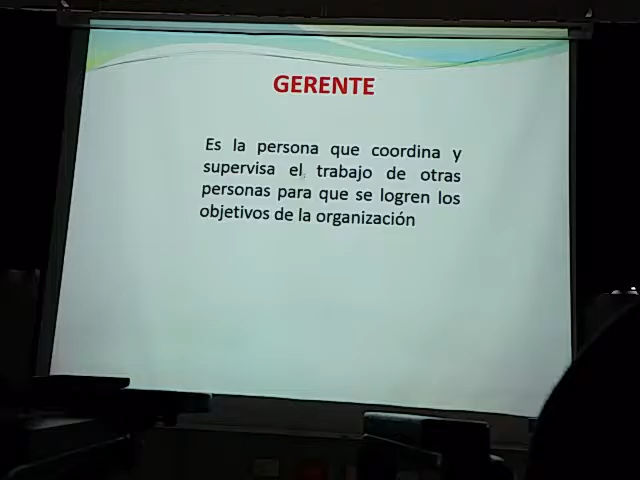 GERENTE
Es la persona que coordina y
supervisa el trabajo de otras
personas para que se logren los
objetivos de la organización